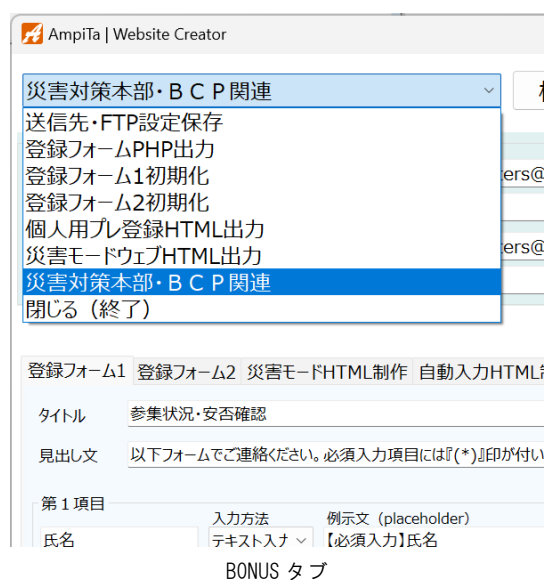 AmpiTa | Website Creator
災害対策本部・ＢＣＰ関連
送信先・FTP設定保存
登録フォームPHP出力
登録フォーム1初期化
登録フォーム2初期化
個人用プレ登録HTML出力
災害モードウェブHTML出力
災害対策本部・ＢＣＰ関連
閉じる（終了）
ers@
ers@
登録フォーム1 登録フォーム2 災害モードHTML制作 自動入力HTML
タイトル 参集状況・安否確認
見出し文 以下フォームでご連絡ください。必須入力項目には『(*)』印が付い
第１項目
入力方法 例示文（placeholder）
氏名 テキスト入力 【必須入力】氏名
BONUS タブ